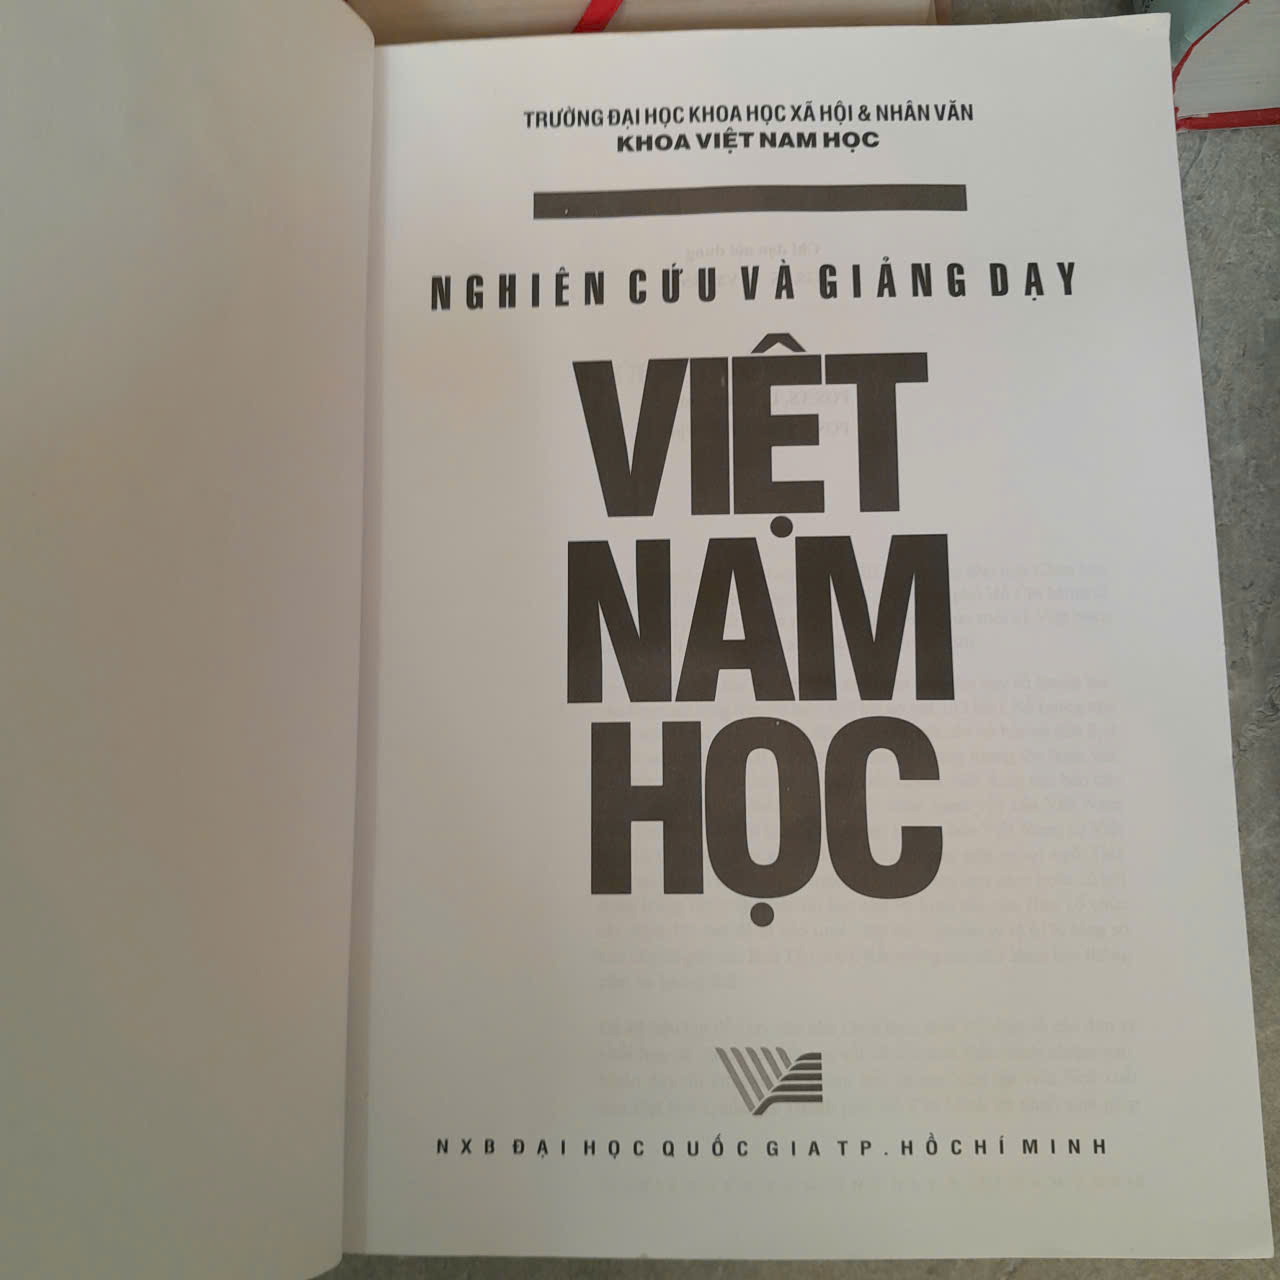 TRƯỜNG ĐẠI HỌC KHOA HỌC XÃ HỘI & NHÂN VĂN
KHOA VIỆT NAM HỌC
NGHIÊN CỨU VÀ GIẢNG DẠY
VIỆT
NAM
HỌC
NXB ĐẠI HỌC QUỐC GIA TP. HỒ CHÍ MINH